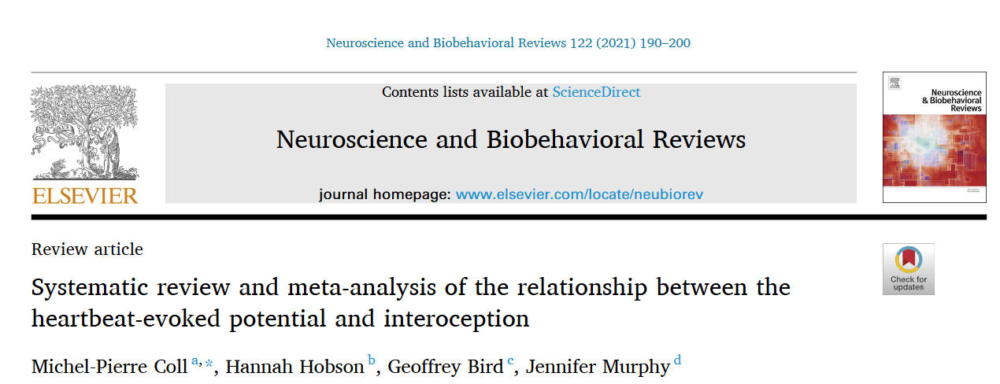 Neuroscience and Biobehavioral Reviews 122 (2021) 190–200
Contents lists available at ScienceDirect
Neuroscience and Biobehavioral Reviews
journal homepage: www.elsevier.com/locate/neubiorev
ELSEVIER
Neuroscience
& Biobehavioral
Reviews
Review article
Check for
updates
Systematic review and meta-analysis of the relationship between the
heartbeat-evoked potential and interoception
Michel-Pierre Coll a,*, Hannah Hobson b, Geoffrey Bird c, Jennifer Murphy d